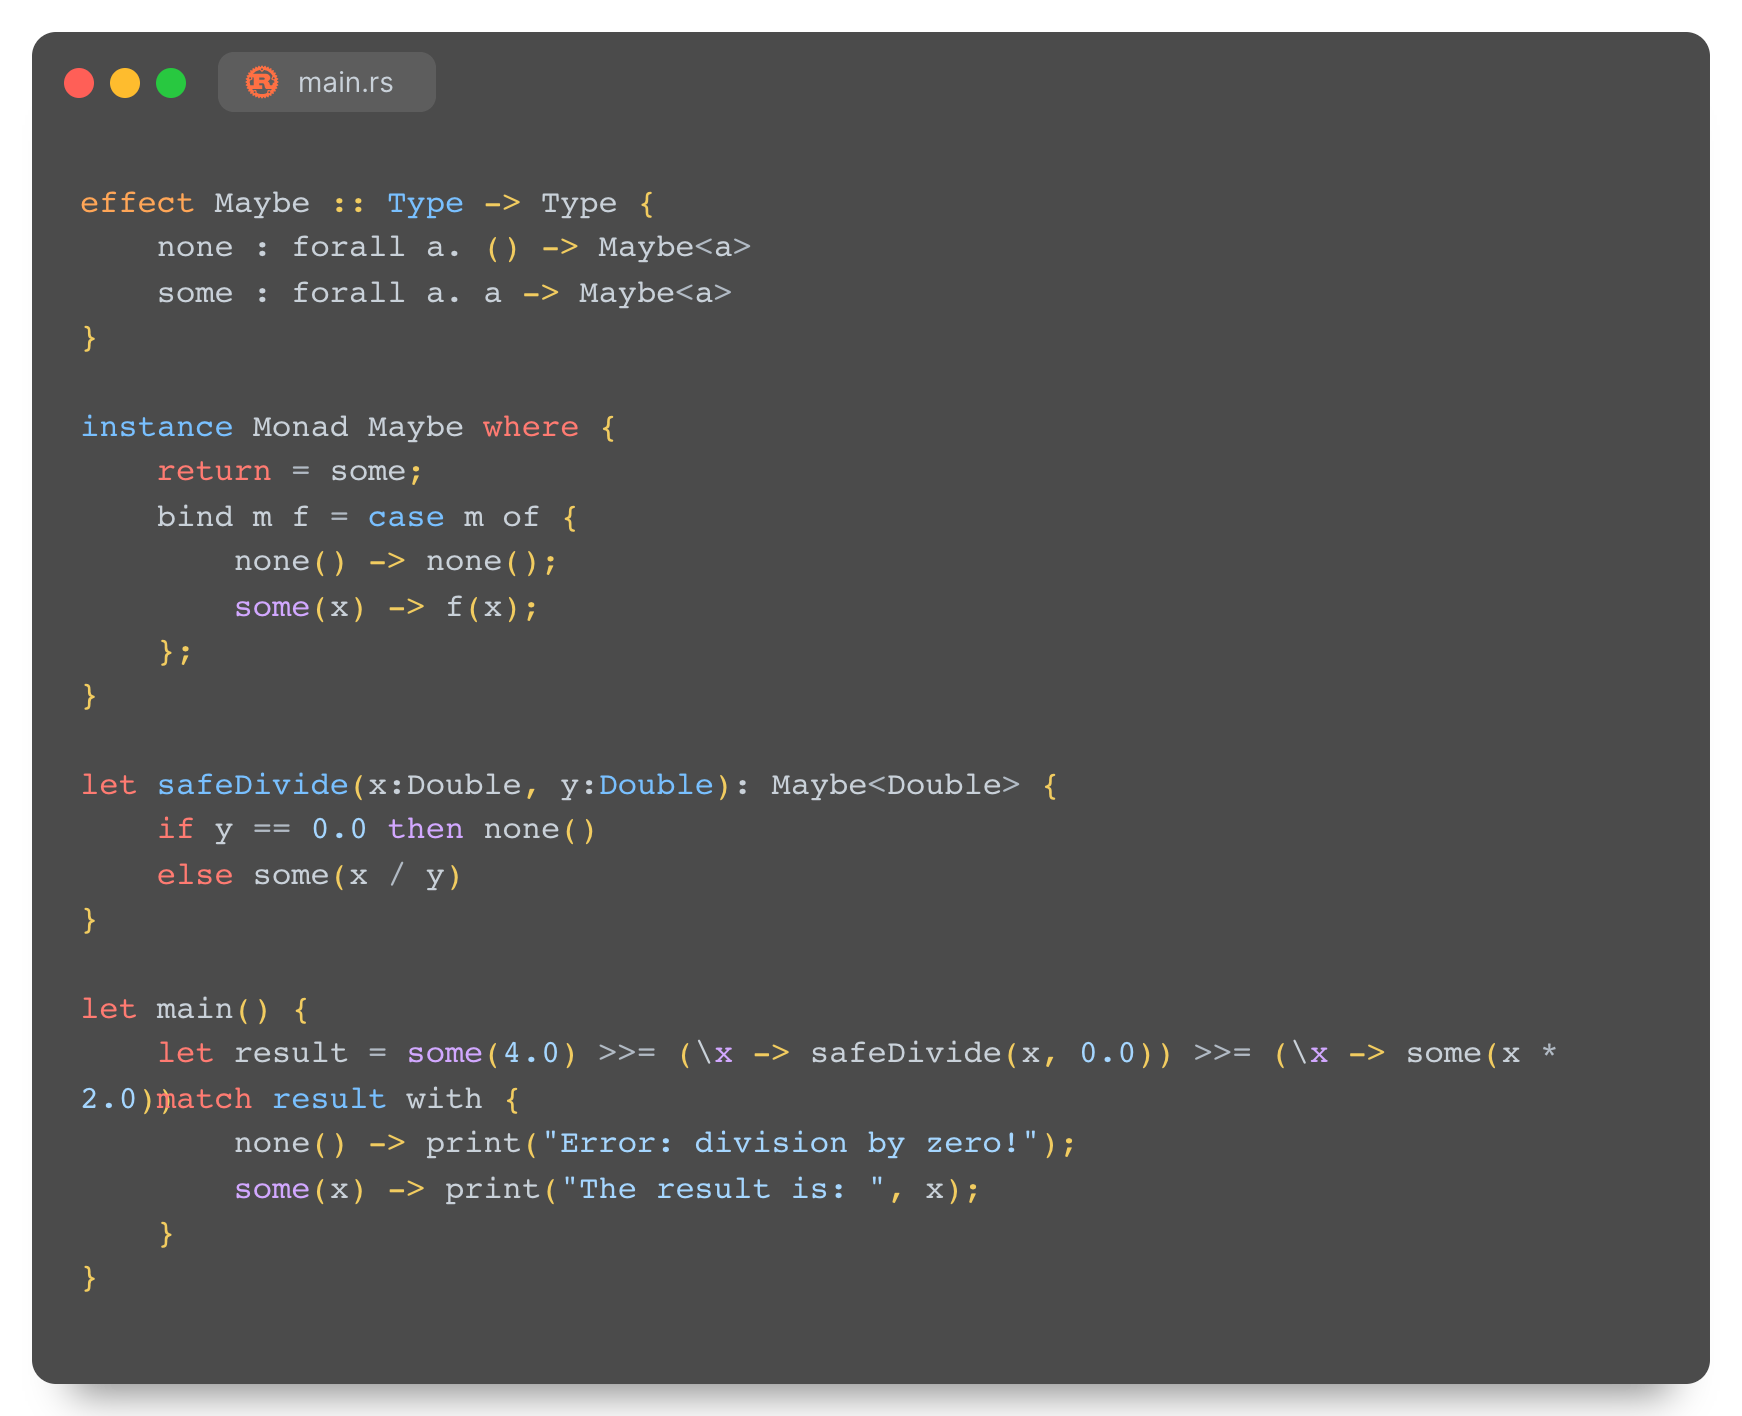 main.rs
effect Maybe :: Type -> Type {
    none : forall a. () -> Maybe<a>
    some : forall a. a -> Maybe<a>
}
instance Monad Maybe where {
    return = some;
    bind m f = case m of {
        none() -> none();
        some(x) -> f(x);
    };
}
let safeDivide(x:Double, y:Double): Maybe<Double> {
    if y == 0.0 then none()
    else some(x / y)
}
let main() {
    let result = some(4.0) >>= (\x -> safeDivide(x, 0.0)) >>= (\x -> some(x *
2.0))
    match result with {
        none() -> print("Error: division by zero!");
        some(x) -> print("The result is: ", x);
    }
}